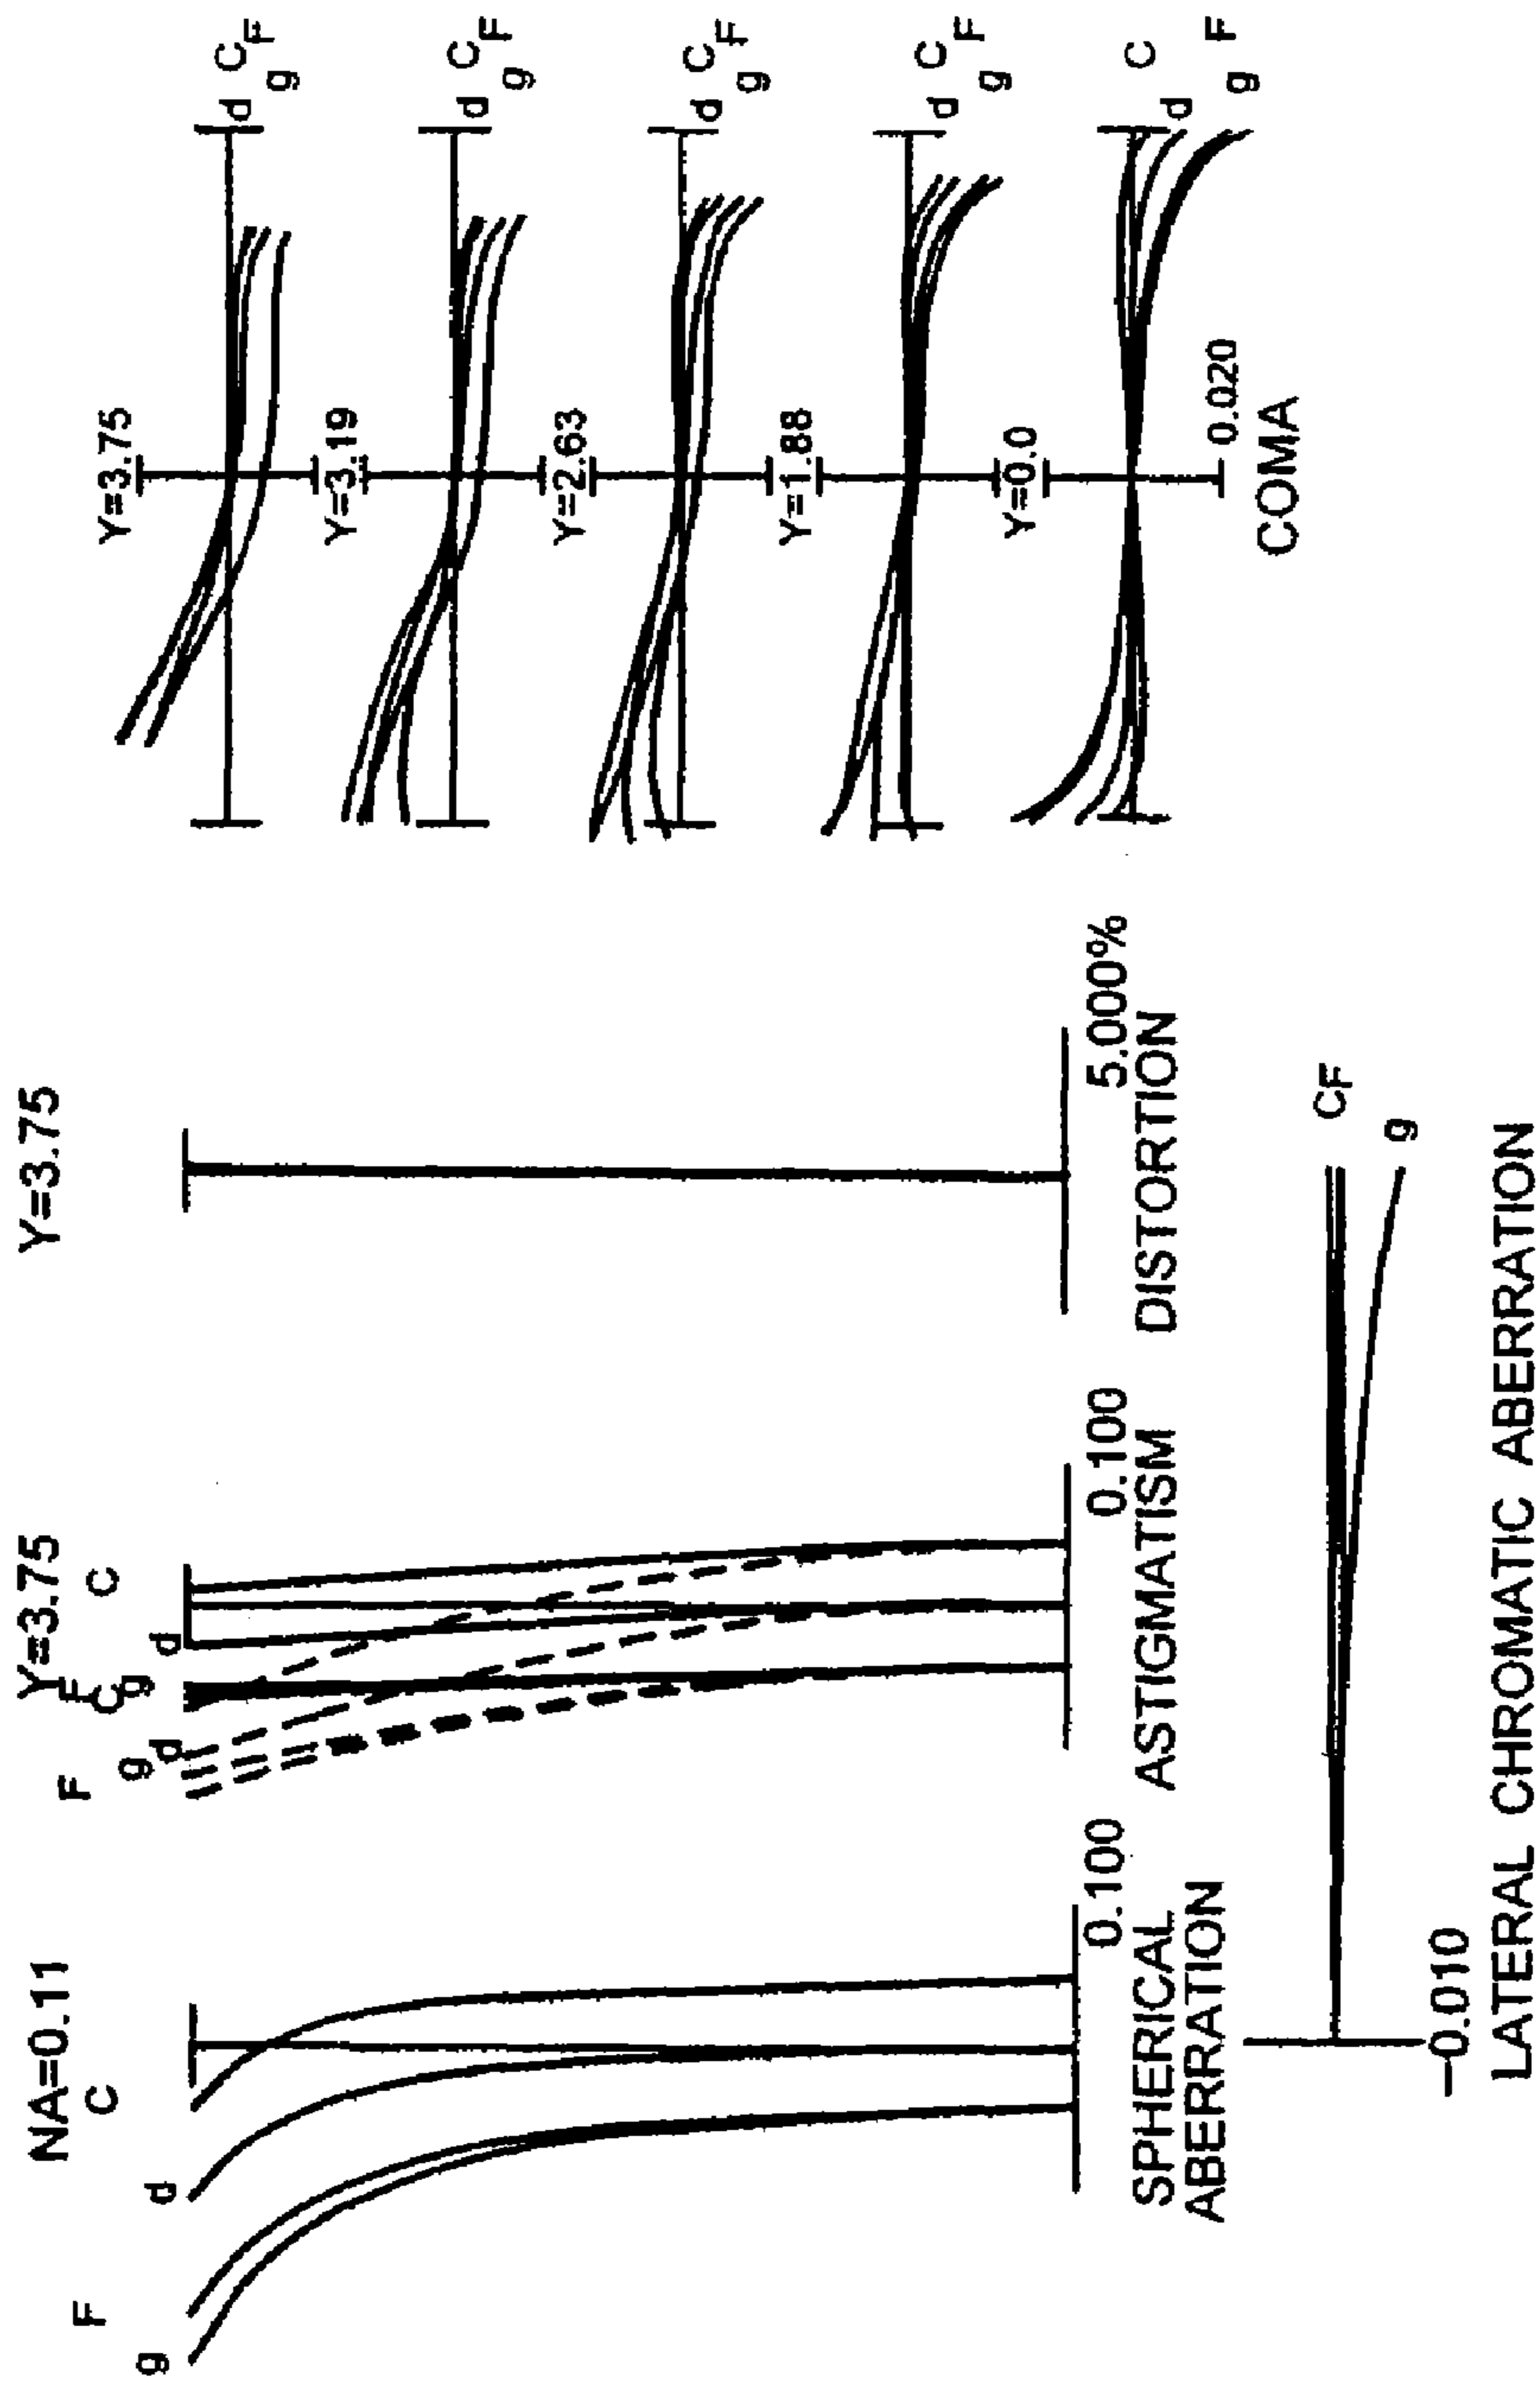 NA=0.11
C
d
F
g
0.100
SPHERICAL
ABERRATION
Y=3.75
F
C
g
d
C
F
g
d
0.100
ASTIGMATISM
Y=3.75
5.000%
DISTORTION
Y=3.75
d g C F
Y=3.19
d g C F
Y=2.63
d g C F
Y=1.88
d g C F
Y=0.0
C
d
g F
0.020
COMA
CF
g
-0.010
LATERAL CHROMATIC ABERRATION